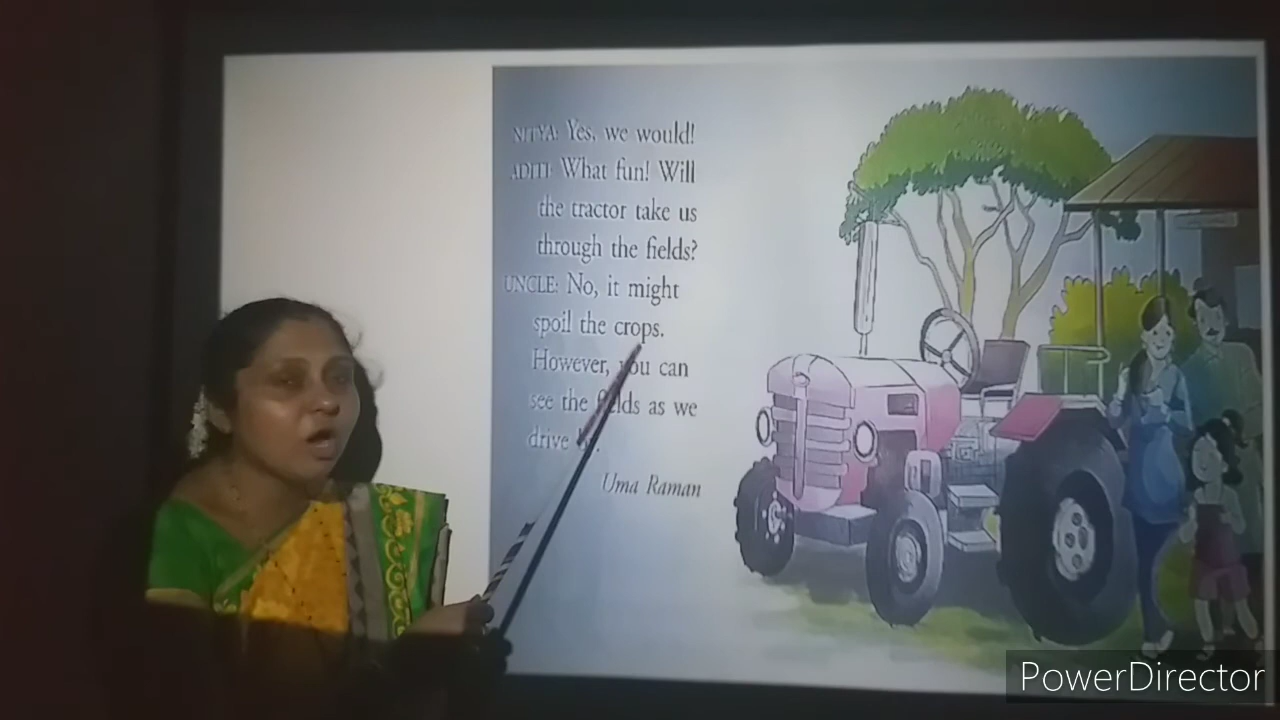 NITYA: Yes, we would!
ADITI: What fun! Will
the tractor take us
through the fields?
UNCLE: No, it might
spoil the crops.
However, you can
see the fields as we
drive by.
Uma Raman
PowerDirector